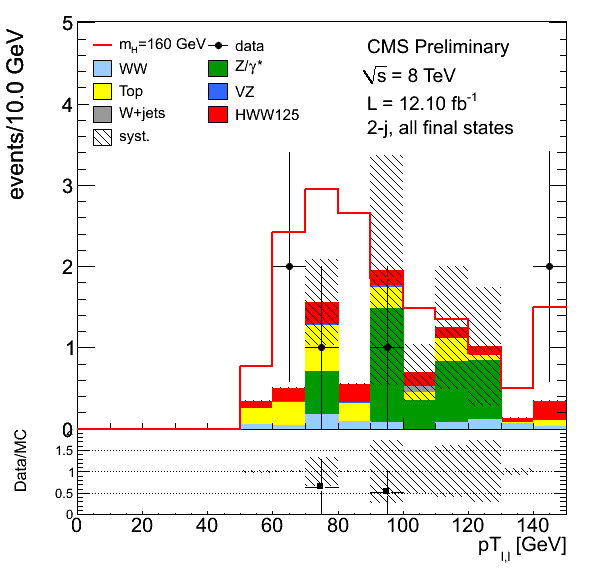 5
4
3
2
1
0
events/10.0 GeV
m_H=160 GeV
data
WW
Z/γ*
Top
VZ
W+jets
HWW125
syst.
CMS Preliminary
√s = 8 TeV
L = 12.10 fb⁻¹
2-j, all final states
Data/MC
2
1.5
1
0.5
0
0 20 40 60 80 100 120 140
pT_l,l [GeV]